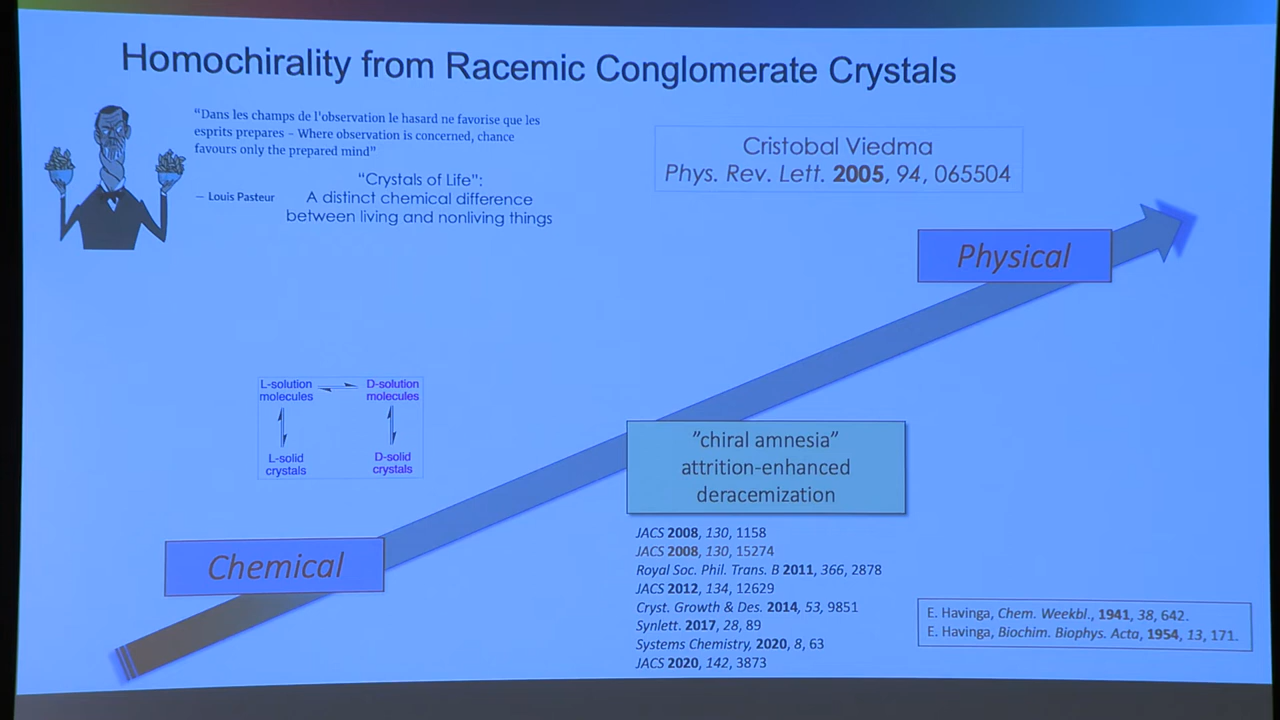 Homochirality from Racemic Conglomerate Crystals
“Dans les champs de l'observation le hasard ne favorise que les
esprits prepares – Where observation is concerned, chance
favours only the prepared mind”
— Louis Pasteur
“Crystals of Life”:
A distinct chemical difference
between living and nonliving things
Cristobal Viedma
Phys. Rev. Lett. 2005, 94, 065504
Physical
L-solution
molecules
D-solution
molecules
L-solid
crystals
D-solid
crystals
”chiral amnesia”
attrition-enhanced
deracemization
Chemical
JACS 2008, 130, 1158
JACS 2008, 130, 15274
Royal Soc. Phil. Trans. B 2011, 366, 2878
JACS 2012, 134, 12629
Cryst. Growth & Des. 2014, 53, 9851
Synlett. 2017, 28, 89
Systems Chemistry, 2020, 8, 63
JACS 2020, 142, 3873
E. Havinga, Chem. Weekbl., 1941, 38, 642.
E. Havinga, Biochim. Biophys. Acta, 1954, 13, 171.